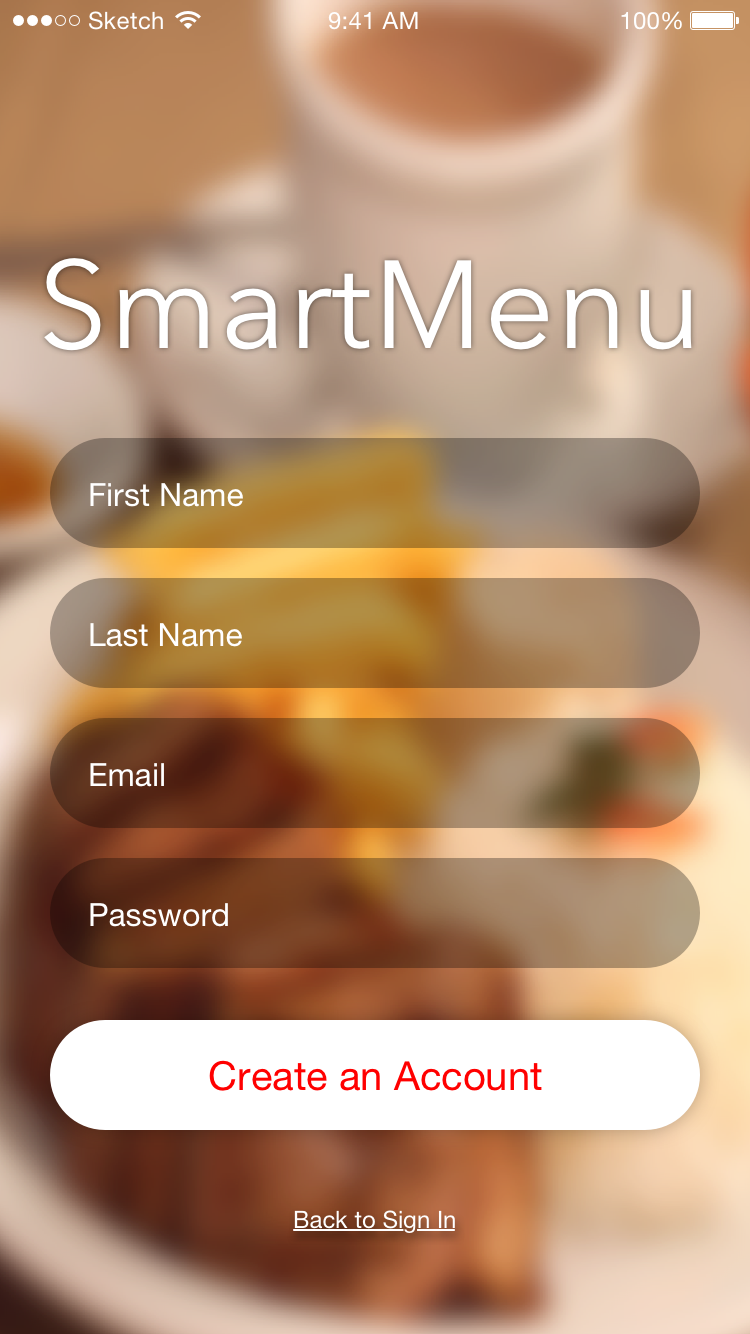 Sketch 9:41 AM 100%
SmartMenu
First Name
Last Name
Email
Password
Create an Account
Back to Sign In